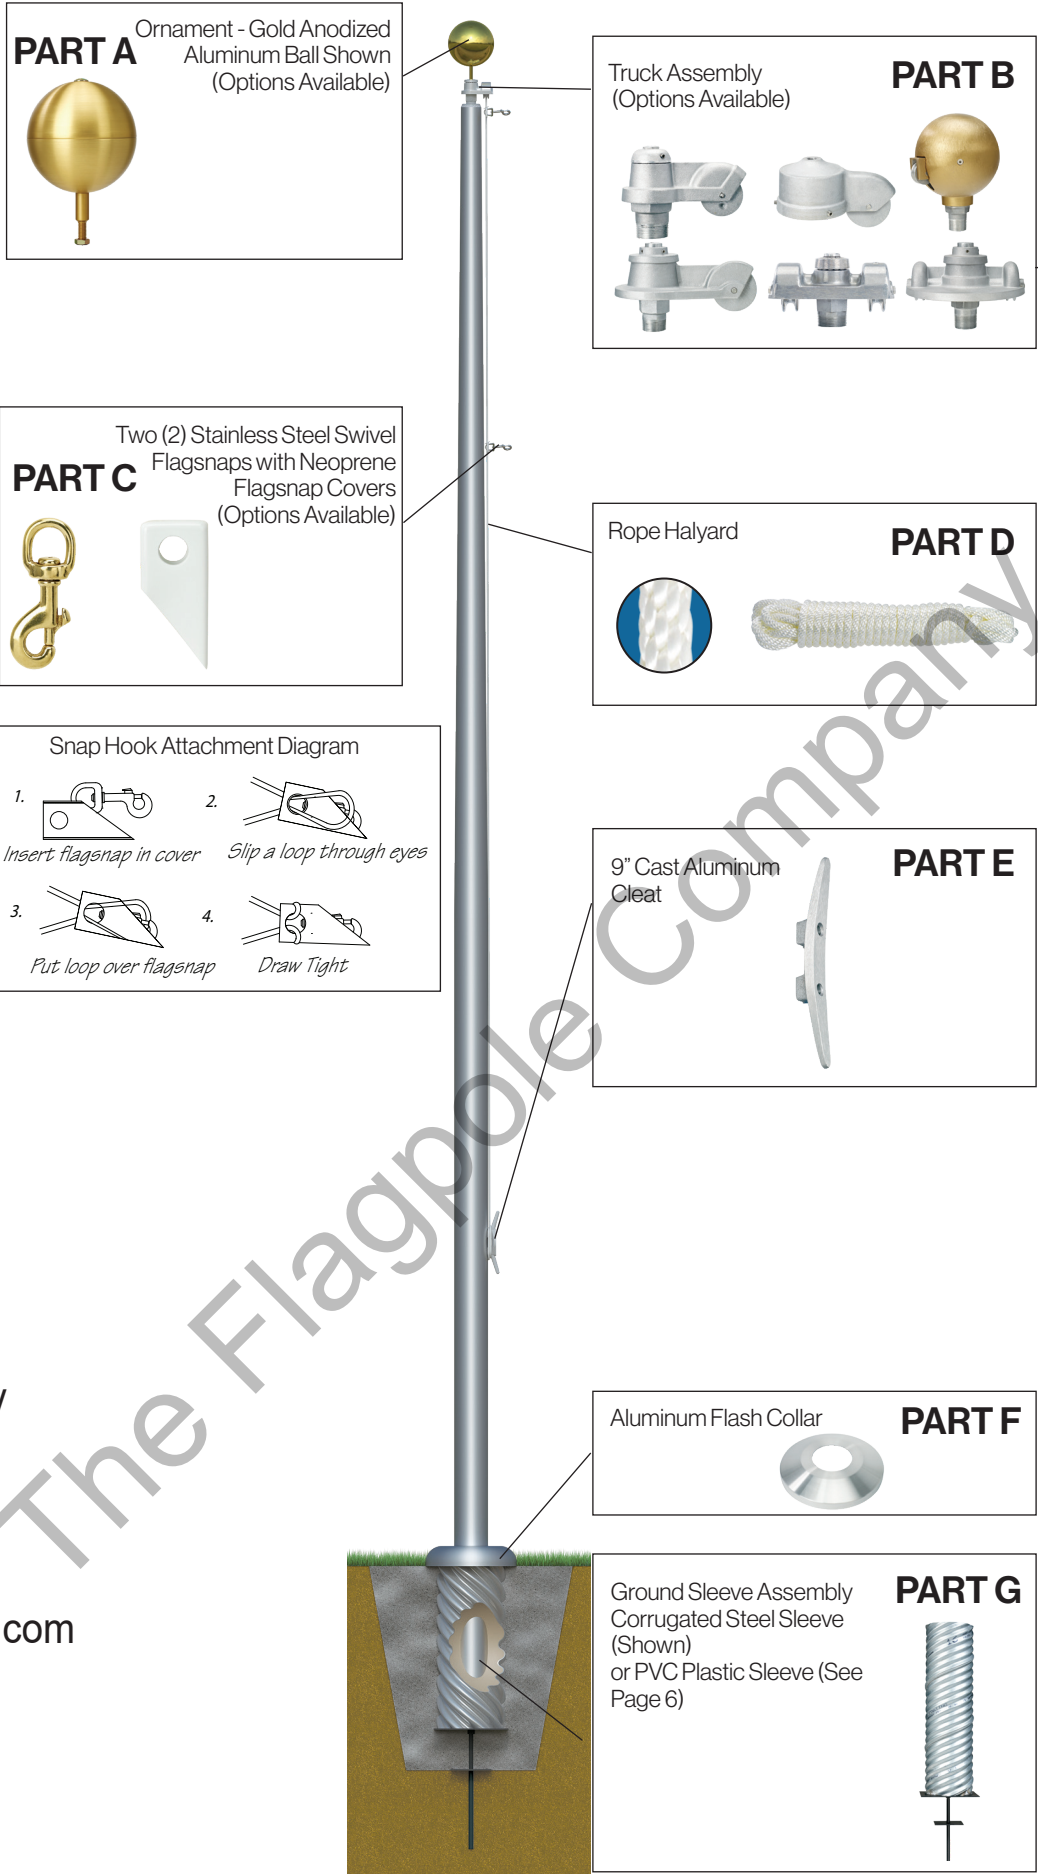 PART A
Ornament - Gold Anodized
Aluminum Ball Shown
(Options Available)
Truck Assembly
(Options Available)
PART B
Two (2) Stainless Steel Swivel
Flagsnaps with Neoprene
Flagsnap Covers
(Options Available)
PART C
Rope Halyard
PART D
Snap Hook Attachment Diagram
1.
Insert flagsnap in cover
2.
Slip a loop through eyes
3.
Put loop over flagsnap
4.
Draw Tight
9” Cast Aluminum
Cleat
PART E
Aluminum Flash Collar
PART F
Ground Sleeve Assembly
Corrugated Steel Sleeve
(Shown)
or PVC Plastic Sleeve (See
Page 6)
PART G
com
The Flagpole Company